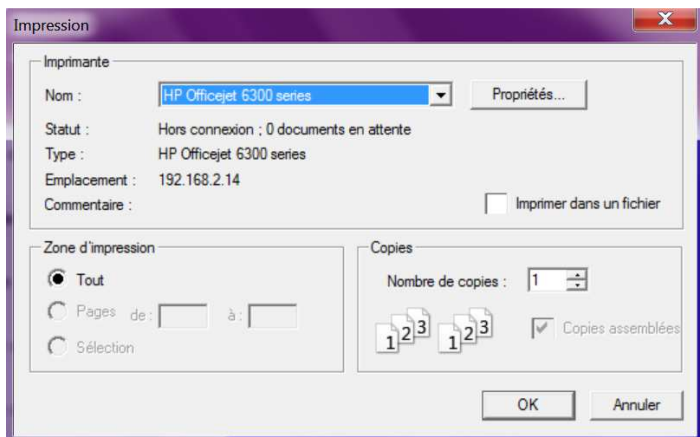 Impression
Imprimante
Nom : HP Officejet 6300 series Propriétés...
Statut : Hors connexion ; 0 documents en attente
Type : HP Officejet 6300 series
Emplacement : 192.168.2.14
Commentaire : Imprimer dans un fichier
Zone d'impression
Tout
Pages de : à :
Sélection
Copies
Nombre de copies : 1
1 2 3 1 2 3 Copies assemblées
OK Annuler